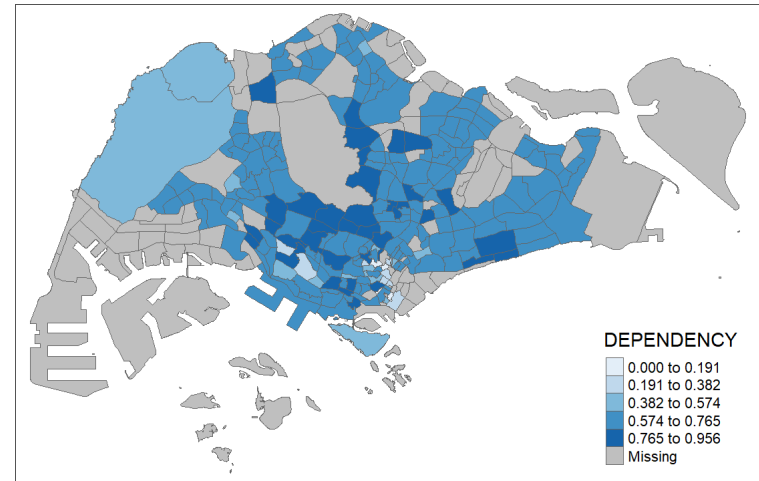 DEPENDENCY
0.000 to 0.191
0.191 to 0.382
0.382 to 0.574
0.574 to 0.765
0.765 to 0.956
Missing